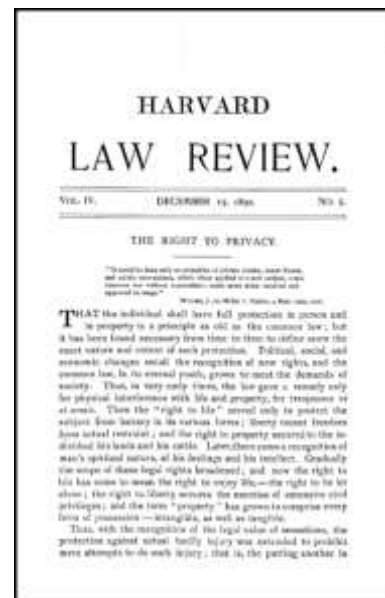 HARVARD
LAW REVIEW.
VOL. IV. DECEMBER 15, 1890. NO. 5.
THE RIGHT TO PRIVACY.
THAT the individual shall have full protection in person and
in property is a principle as old as the common law; but
it has been found necessary from time to time to define anew the
exact nature and extent of such protection. Political, social, and
economic changes entail the recognition of new rights, and the
common law, in its eternal youth, grows to meet the demands of
society. Thus, in very early times, the law gave a remedy only
for physical interference with life and property, for trespasses vi
et armis. Then the "right to life" served only to protect the
subject from battery in its various forms; liberty meant freedom
from actual restraint; and the right to property secured to the in-
dividual his lands and his cattle. Later, there came a recognition of
man's spiritual nature, of his feelings and his intellect. Gradually
the scope of these legal rights broadened; and now the right to
life has come to mean the right to enjoy life,—the right to be let
alone; the right to liberty secures the exercise of extensive civil
privileges; and the term "property" has grown to comprise every
form of possession — intangible, as well as tangible.
Thus, with the recognition of the legal value of sensations, the
protection against actual bodily injury was extended to prohibit
mere attempts to do such injury; that is, the putting another in